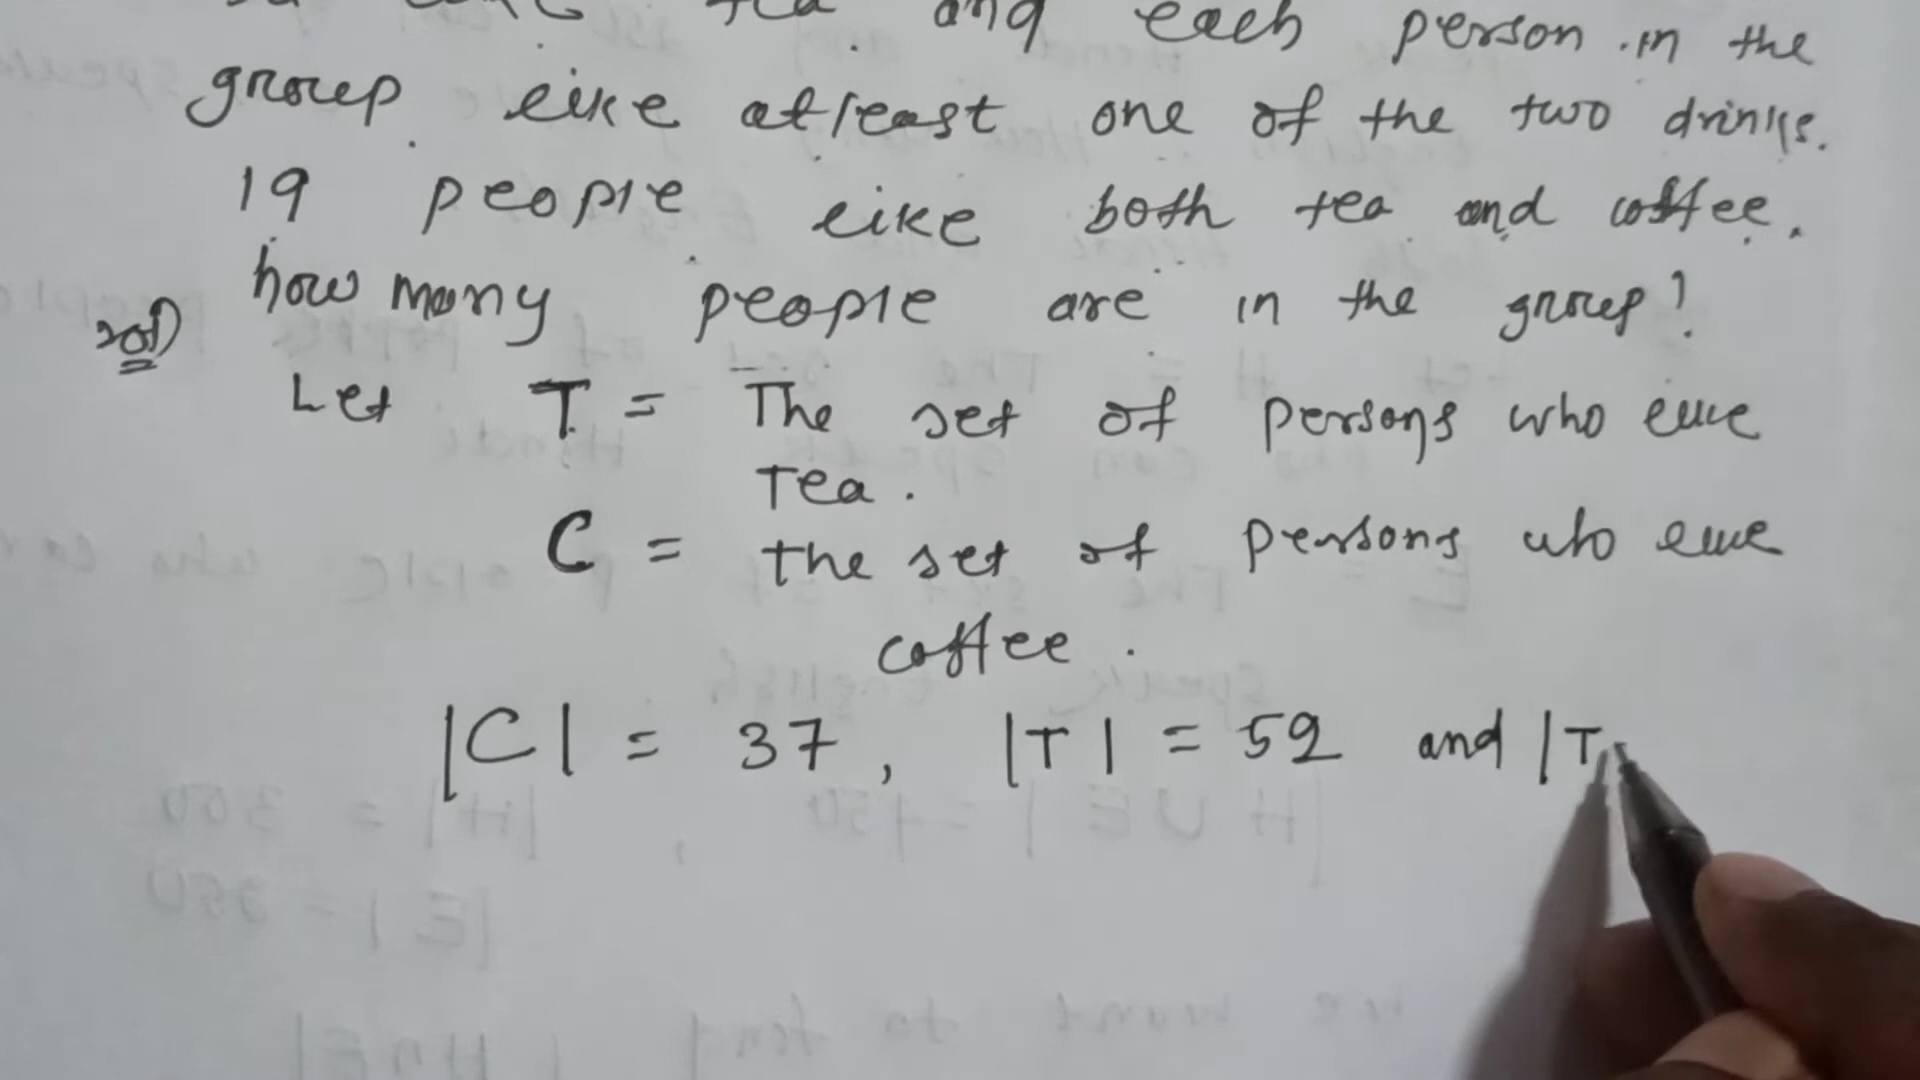 tea and each person in the
group like atleast one of the two drinks.
19 people like both tea and coffee.
how many people are in the group?
sol)
Let T = The set of persons who like
Tea.
C = the set of persons who like
coffee.
|C| = 37, |T| = 52 and |T